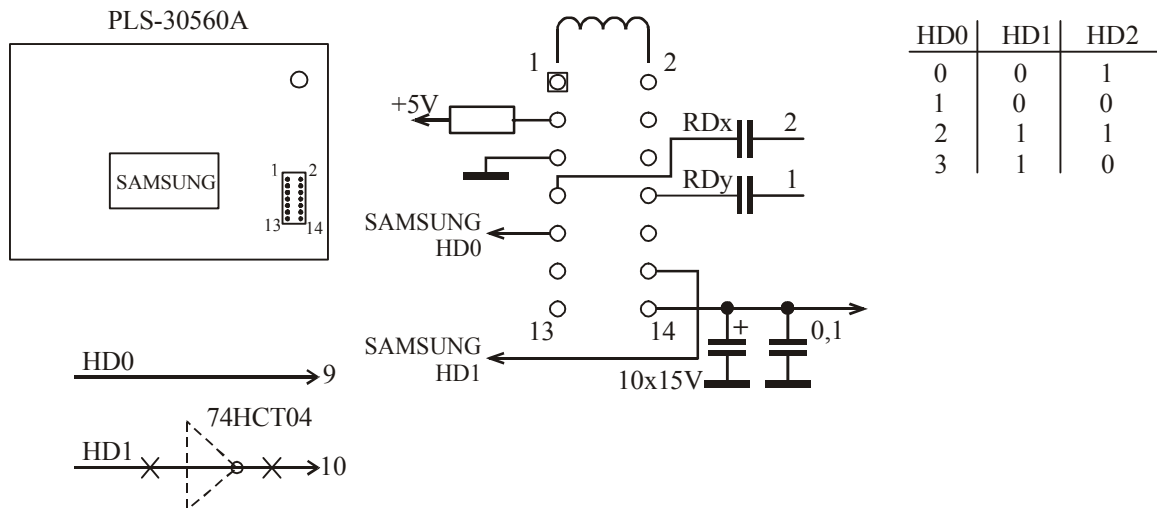 PLS-30560A
SAMSUNG
1
2
13
14
1
2
+5V
RDx
2
RDy
1
SAMSUNG
HD0
SAMSUNG
HD1
13
14
+
0,1
10x15V
HD0 HD1 HD2
0 0 1
1 0 0
2 1 1
3 1 0
HD0
9
74HCT04
HD1
10